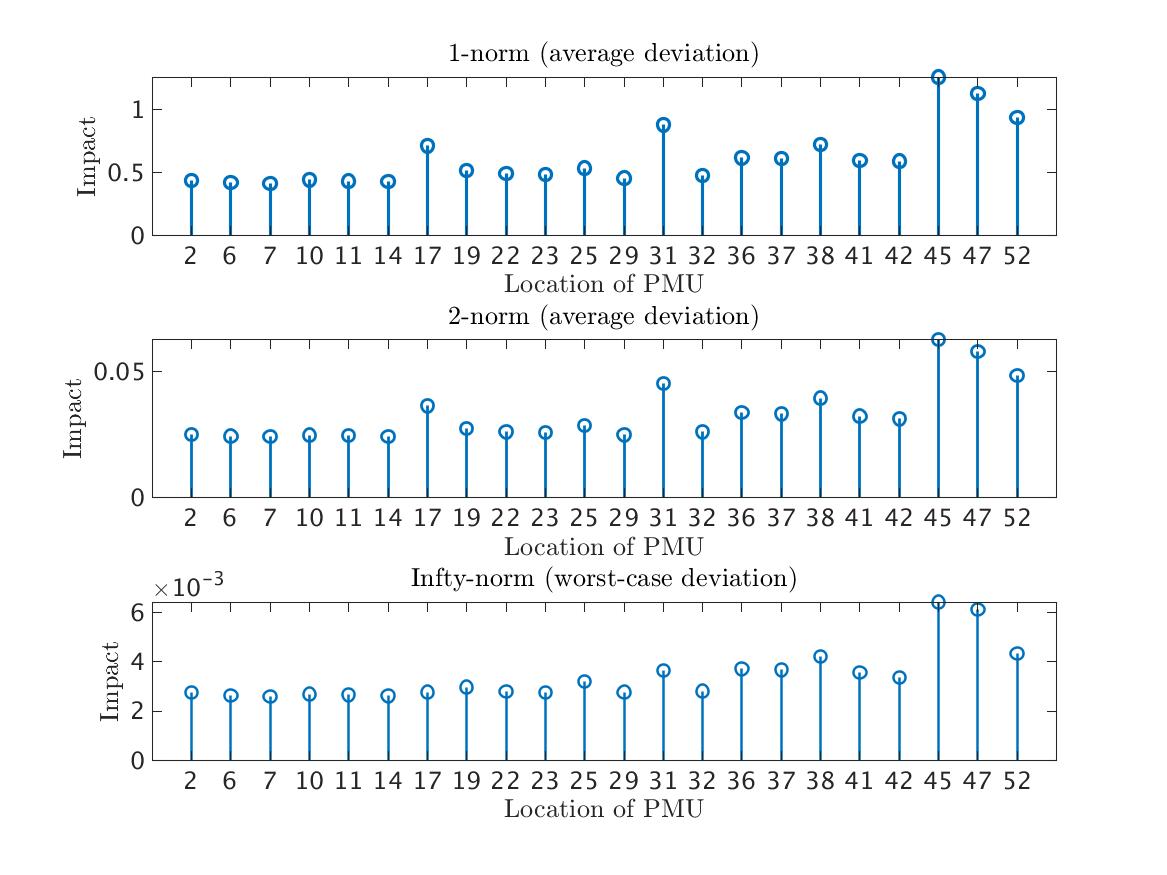 1-norm (average deviation)
1
0.5
0
Impact
2 6 7 10 11 14 17 19 22 23 25 29 31 32 36 37 38 41 42 45 47 52
Location of PMU
2-norm (average deviation)
0.05
0
Impact
2 6 7 10 11 14 17 19 22 23 25 29 31 32 36 37 38 41 42 45 47 52
Location of PMU
Infty-norm (worst-case deviation)
×10⁻³
6
4
2
0
Impact
2 6 7 10 11 14 17 19 22 23 25 29 31 32 36 37 38 41 42 45 47 52
Location of PMU